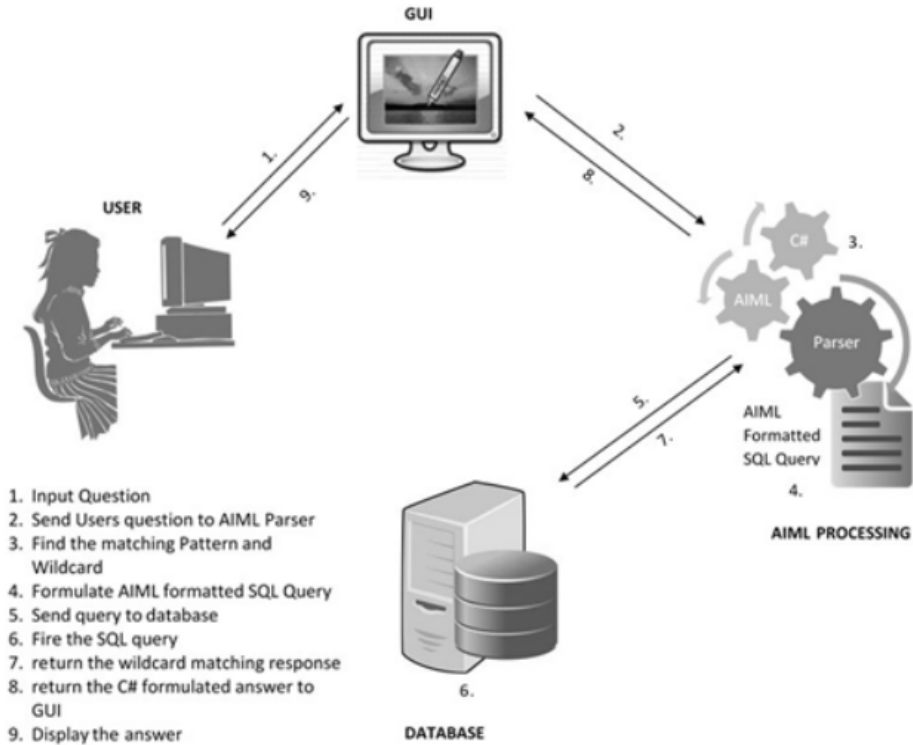 GUI
1.
9.
2.
8.
USER
C#
3.
AIML
Parser
5.
7.
AIML
Formatted
SQL Query
4.
AIML PROCESSING
1. Input Question
2. Send Users question to AIML Parser
3. Find the matching Pattern and
Wildcard
4. Formulate AIML formatted SQL Query
5. Send query to database
6. Fire the SQL query
7. return the wildcard matching response
8. return the C# formulated answer to
GUI
9. Display the answer
6.
DATABASE